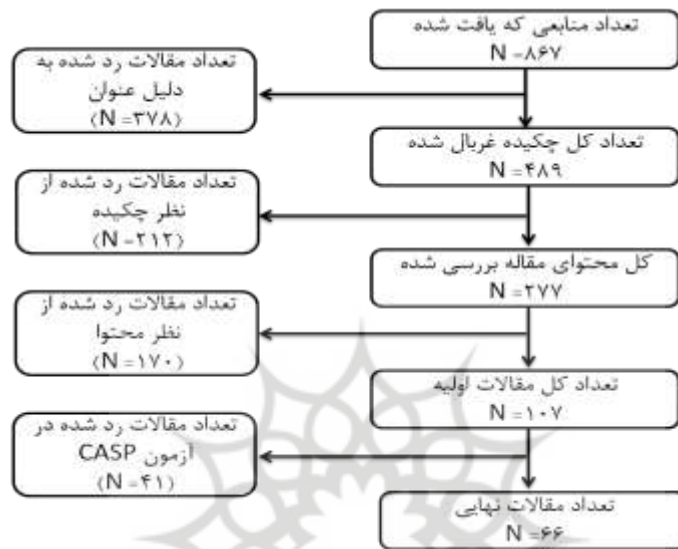 تعداد منابعی که یافت شده
N =۸۶۷
تعداد مقالات رد شده به
دلیل عنوان
(N =۳۷۸)
تعداد کل چکیده غربال شده
N =۴۸۹
تعداد مقالات رد شده از
نظر چکیده
(N =۲۱۲)
کل محتوای مقاله بررسی شده
N =۲۷۷
تعداد مقالات رد شده از
نظر محتوا
(N =۱۷۰)
تعداد کل مقالات اولیه
N =۱۰۷
تعداد مقالات رد شده در
آزمون CASP
(N =۴۱)
تعداد مقالات نهایی
N =۶۶